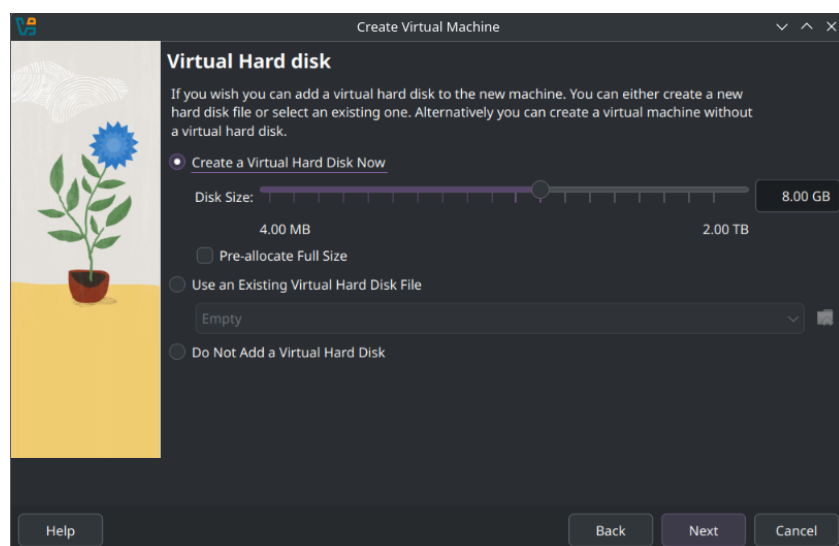 Create Virtual Machine
Virtual Hard disk
If you wish you can add a virtual hard disk to the new machine. You can either create a new
hard disk file or select an existing one. Alternatively you can create a virtual machine without
a virtual hard disk.
Create a Virtual Hard Disk Now
Disk Size:
8.00 GB
4.00 MB
2.00 TB
Pre-allocate Full Size
Use an Existing Virtual Hard Disk File
Empty
Do Not Add a Virtual Hard Disk
Help
Back
Next
Cancel